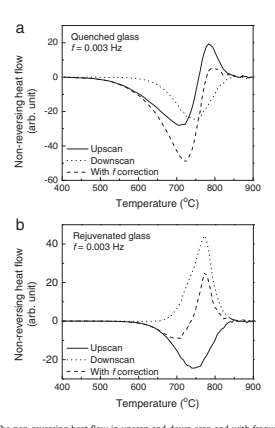 a
Quenched glass
f = 0.003 Hz
Non-reversing heat flow
(arb. unit)
20
0
-20
-40
-60
Upscan
Downscan
With f correction
400 500 600 700 800 900
Temperature (°C)
b
Rejuvenated glass
f = 0.003 Hz
Non-reversing heat flow
(arb. unit)
40
20
0
-20
Upscan
Downscan
With f correction
400 500 600 700 800 900
Temperature (°C)